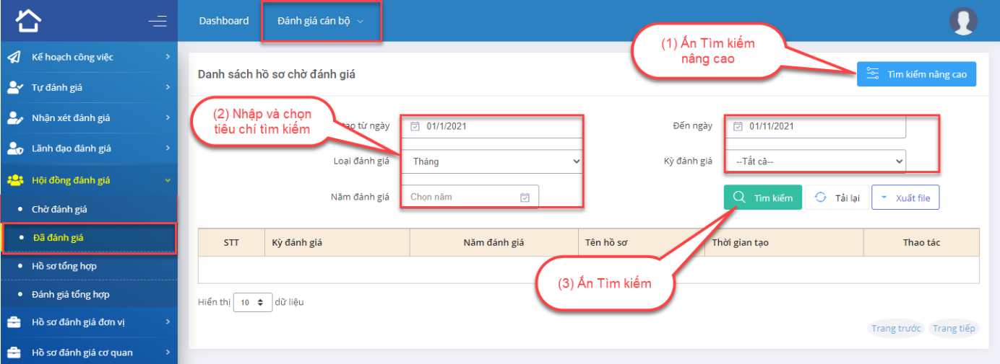 Dashboard
Đánh giá cán bộ
(1) Ấn Tìm kiếm
nâng cao
Kế hoạch công việc
Tự đánh giá
Nhận xét đánh giá
Lãnh đạo đánh giá
Hội đồng đánh giá
Chờ đánh giá
Đã đánh giá
Hồ sơ tổng hợp
Đánh giá tổng hợp
Hồ sơ đánh giá đơn vị
Hồ sơ đánh giá cơ quan
Danh sách hồ sơ chờ đánh giá
Tìm kiếm nâng cao
(2) Nhập và chọn
tiêu chí tìm kiếm
tạo từ ngày
01/1/2021
Đến ngày
01/11/2021
Loại đánh giá
Tháng
Kỳ đánh giá
--Tất cả--
Năm đánh giá
Chọn năm
Tìm kiếm
Tải lại
Xuất file
STT
Kỳ đánh giá
Năm đánh giá
Tên hồ sơ
Thời gian tạo
Thao tác
(3) Ấn Tìm kiếm
Hiển thị 10 dữ liệu
Trang trước
Trang tiếp